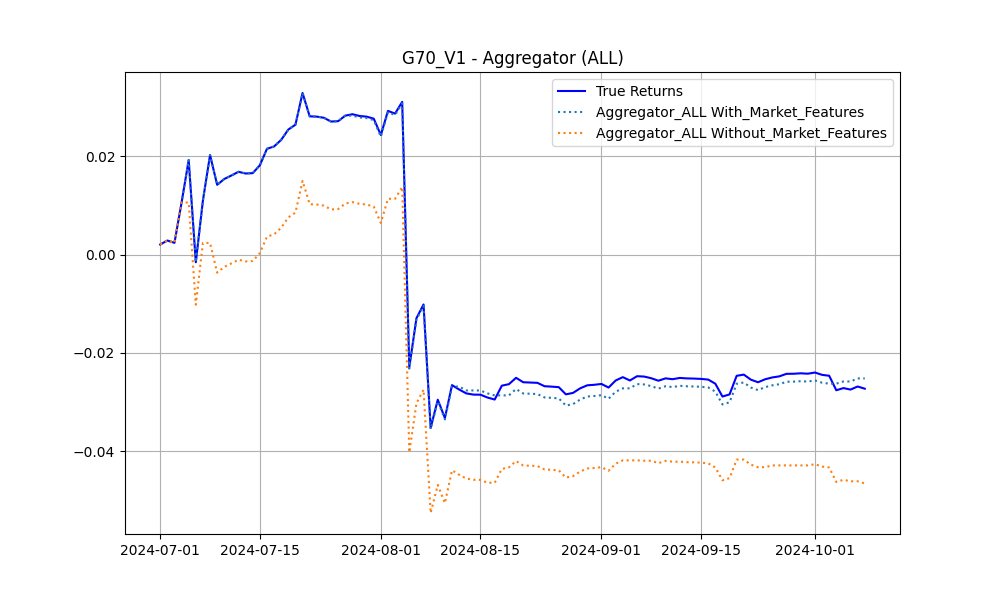 G70_V1 - Aggregator (ALL)
True Returns
Aggregator_ALL With_Market_Features
Aggregator_ALL Without_Market_Features
0.02
0.00
−0.02
−0.04
2024-07-01 2024-07-15 2024-08-01 2024-08-15 2024-09-01 2024-09-15 2024-10-01